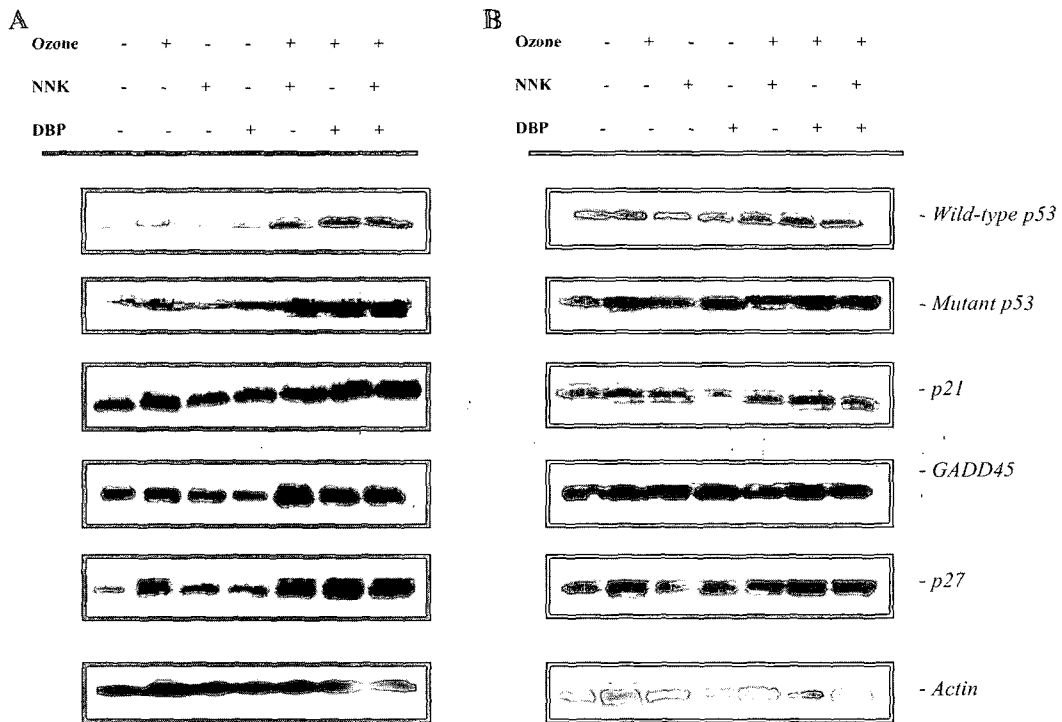 A
Ozone - + - - + + +
NNK - - + - + - +
DBP - - - + - + +
B
Ozone - + - - + + +
NNK - - + - + - +
DBP - - - + - + +
- Wild-type p53
- Mutant p53
- p21
- GADD45
- p27
- Actin